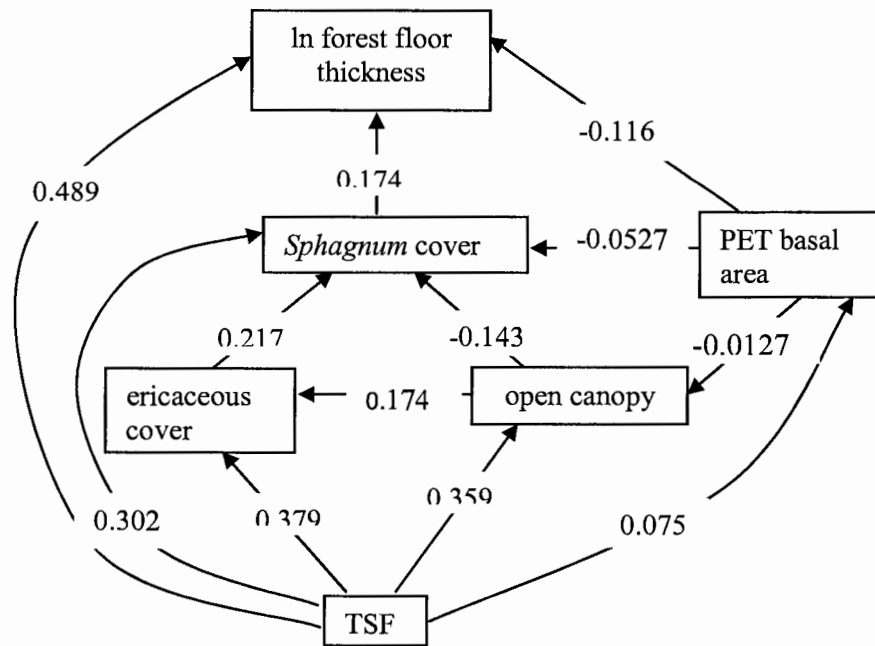 ln forest floor
thickness
-0.116
0.489
0.174
Sphagnum cover
-0.0527
PET basal
area
0.217
-0.143
-0.0127
ericaceous
cover
0.174
open canopy
0.302
0.379
0.359
0.075
TSF